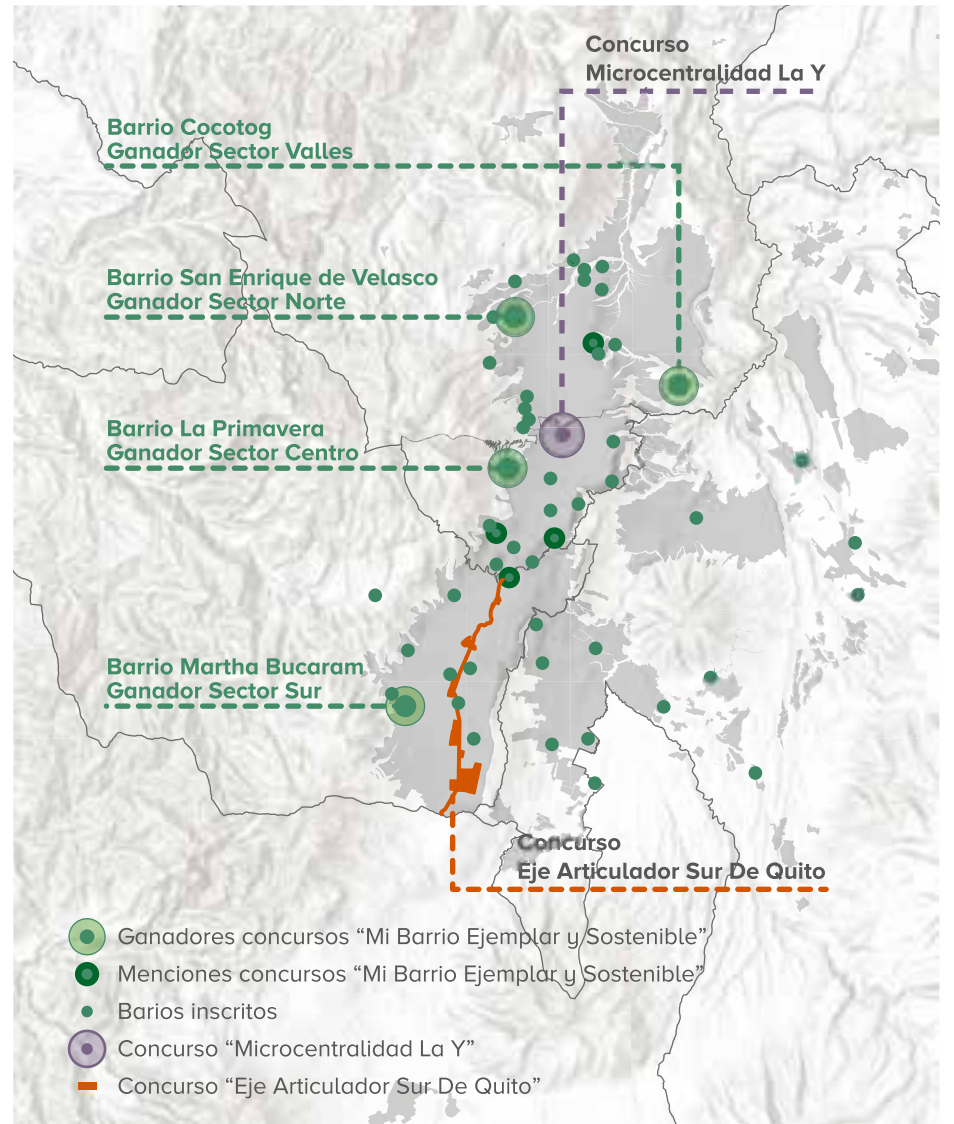 Concurso
Microcentralidad La Y
Barrio Cocotog
Ganador Sector Valles
Barrio San Enrique de Velasco
Ganador Sector Norte
Barrio La Primavera
Ganador Sector Centro
Barrio Martha Bucaram
Ganador Sector Sur
Concurso
Eje Articulador Sur De Quito
Ganadores concursos “Mi Barrio Ejemplar y Sostenible”
Menciones concursos “Mi Barrio Ejemplar y Sostenible”
Barios inscritos
Concurso “Microcentralidad La Y”
Concurso “Eje Articulador Sur De Quito”